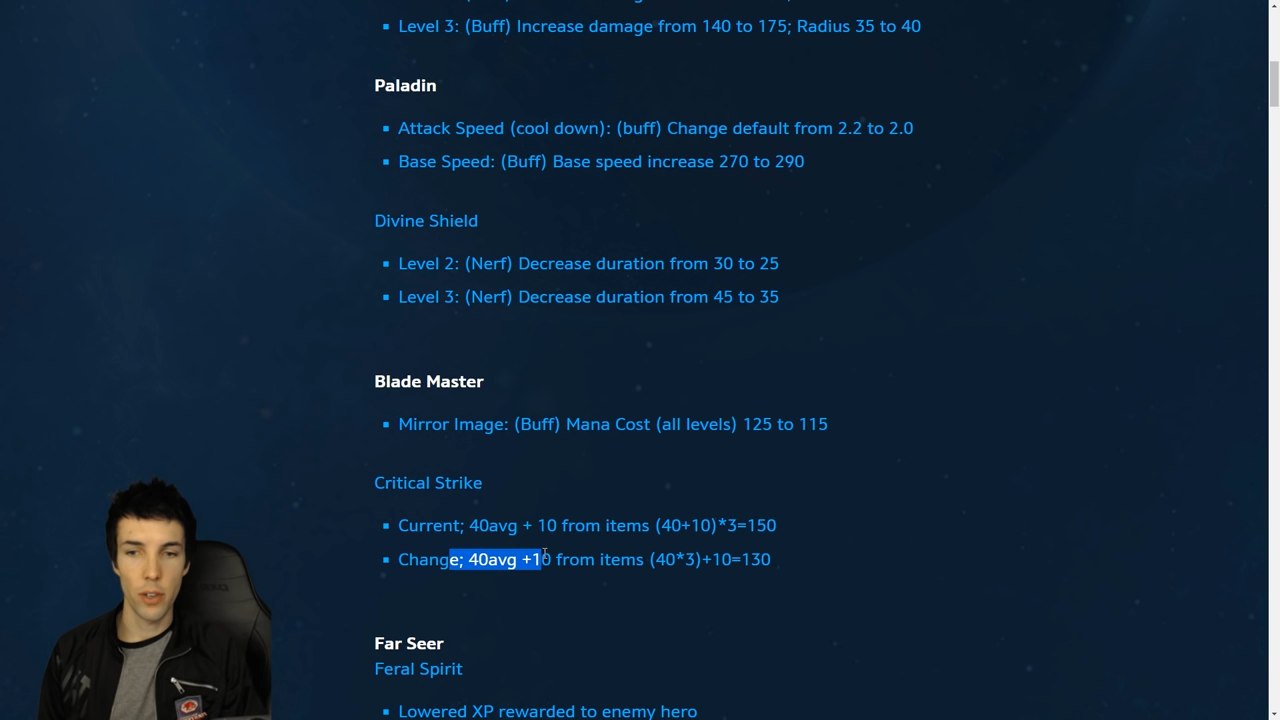 Level 3: (Buff) Increase damage from 140 to 175; Radius 35 to 40
Paladin
Attack Speed (cool down): (buff) Change default from 2.2 to 2.0
Base Speed: (Buff) Base speed increase 270 to 290
Divine Shield
Level 2: (Nerf) Decrease duration from 30 to 25
Level 3: (Nerf) Decrease duration from 45 to 35
Blade Master
Mirror Image: (Buff) Mana Cost (all levels) 125 to 115
Critical Strike
Current; 40avg + 10 from items (40+10)*3=150
Change; 40avg +10 from items (40*3)+10=130
Far Seer
Feral Spirit
Lowered XP rewarded to enemy hero